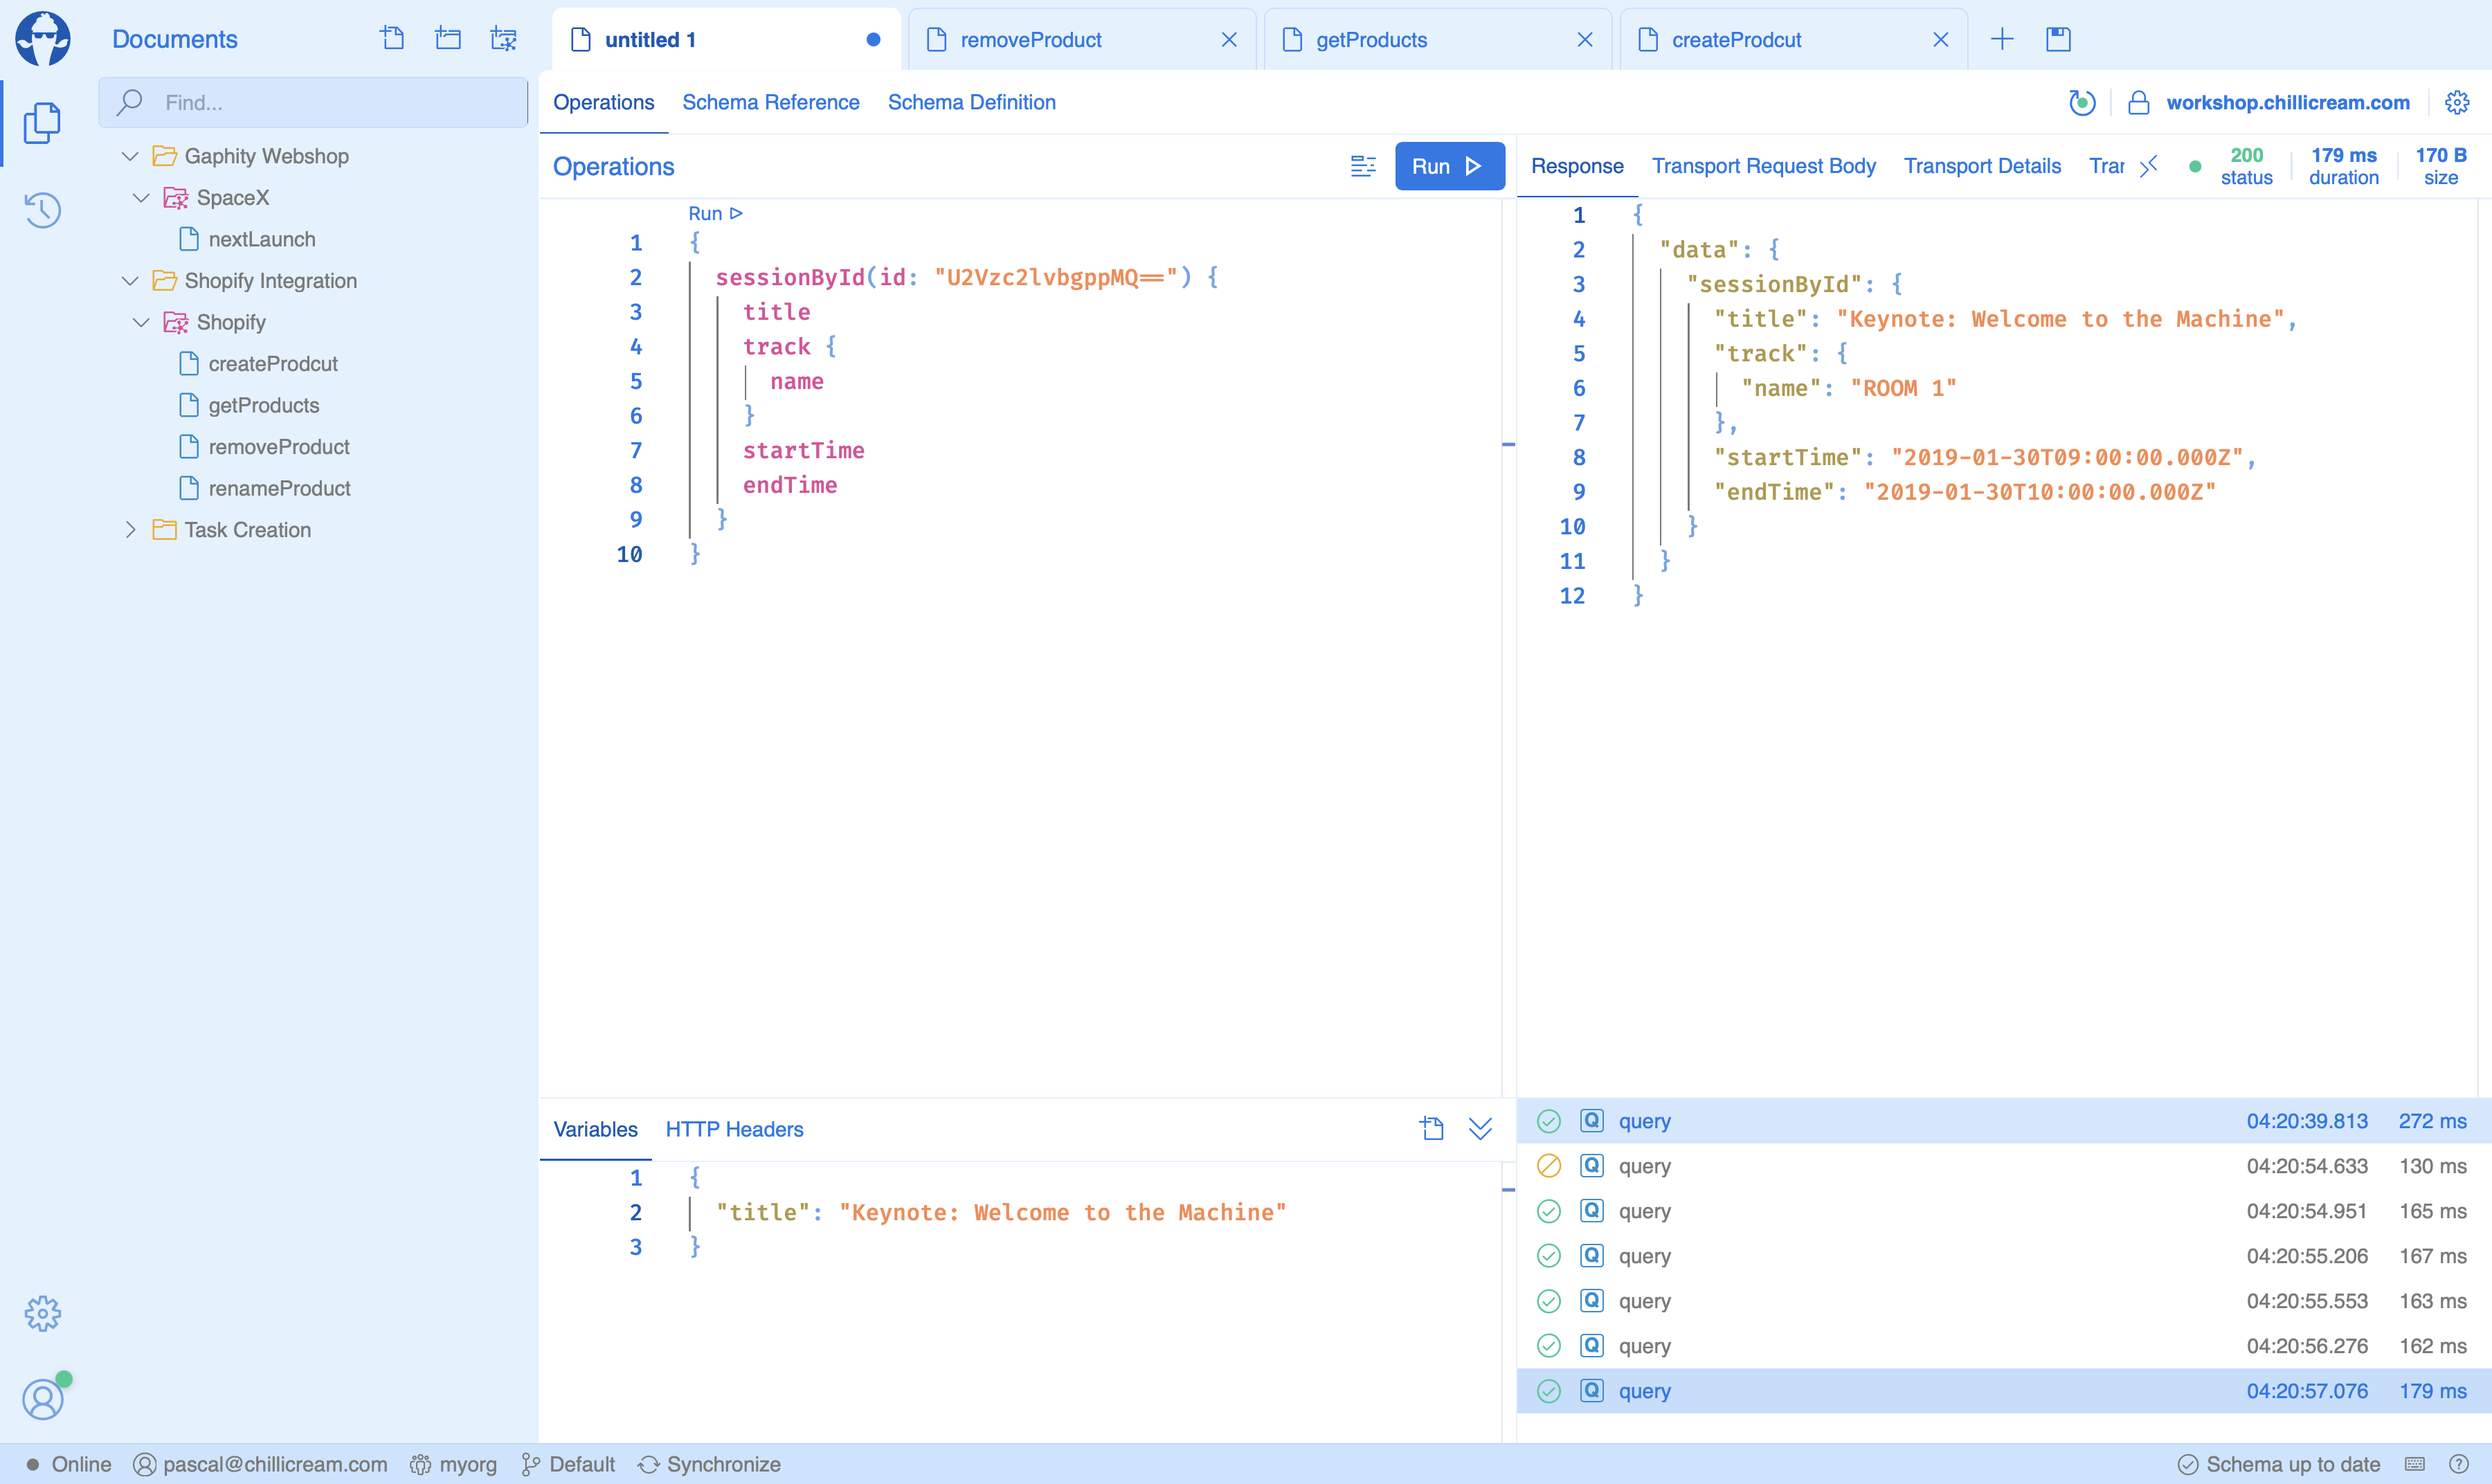 Documents
Find...
Gaphity Webshop
SpaceX
nextLaunch
Shopify Integration
Shopify
createProdcut
getProducts
removeProduct
renameProduct
Task Creation
untitled 1
removeProduct
getProducts
createProdcut
Operations Schema Reference Schema Definition
workshop.chillicream.com
Operations
Run
Run
1 {
2 sessionById(id: "U2Vzc2lvbgppMQ==") {
3 title
4 track {
5 name
6 }
7 startTime
8 endTime
9 }
10 }
Variables HTTP Headers
1 {
2 "title": "Keynote: Welcome to the Machine"
3 }
Response Transport Request Body Transport Details Trar
200 status
179 ms duration
170 B size
1 {
2 "data": {
3 "sessionById": {
4 "title": "Keynote: Welcome to the Machine",
5 "track": {
6 "name": "ROOM 1"
7 },
8 "startTime": "2019-01-30T09:00:00.000Z",
9 "endTime": "2019-01-30T10:00:00.000Z"
10 }
11 }
12 }
Q query 04:20:39.813 272 ms
Q query 04:20:54.633 130 ms
Q query 04:20:54.951 165 ms
Q query 04:20:55.206 167 ms
Q query 04:20:55.553 163 ms
Q query 04:20:56.276 162 ms
Q query 04:20:57.076 179 ms
Online pascal@chillicream.com myorg Default Synchronize Schema up to date